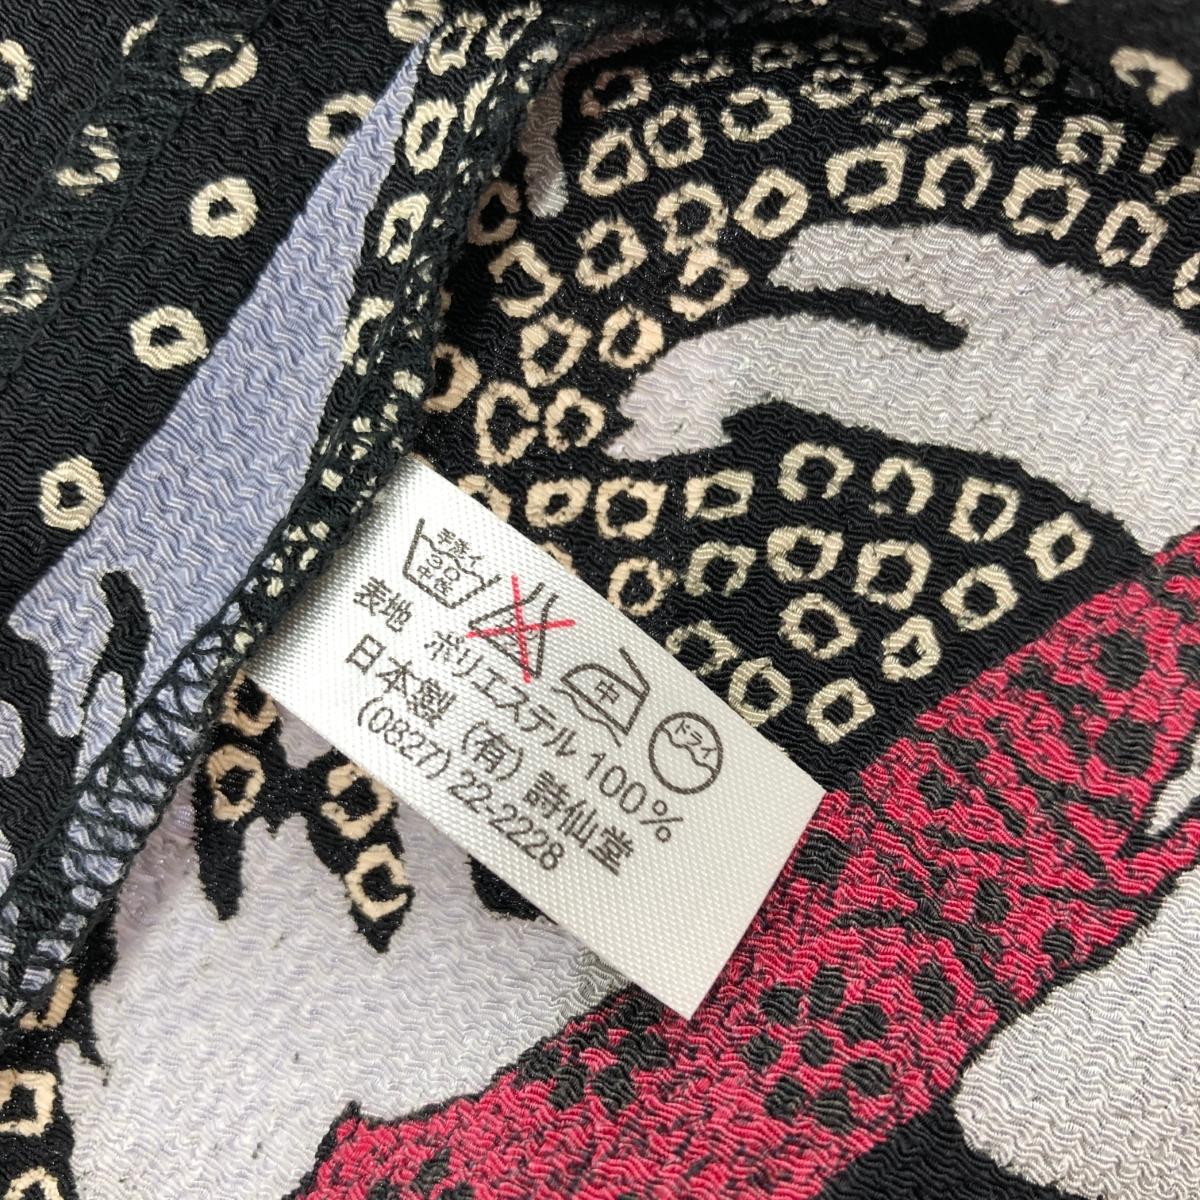 手洗イ
30
中性
中
ドライ
表地 ポリエステル 100%
日本製 (有) 詩仙堂
(0827) 22-2228